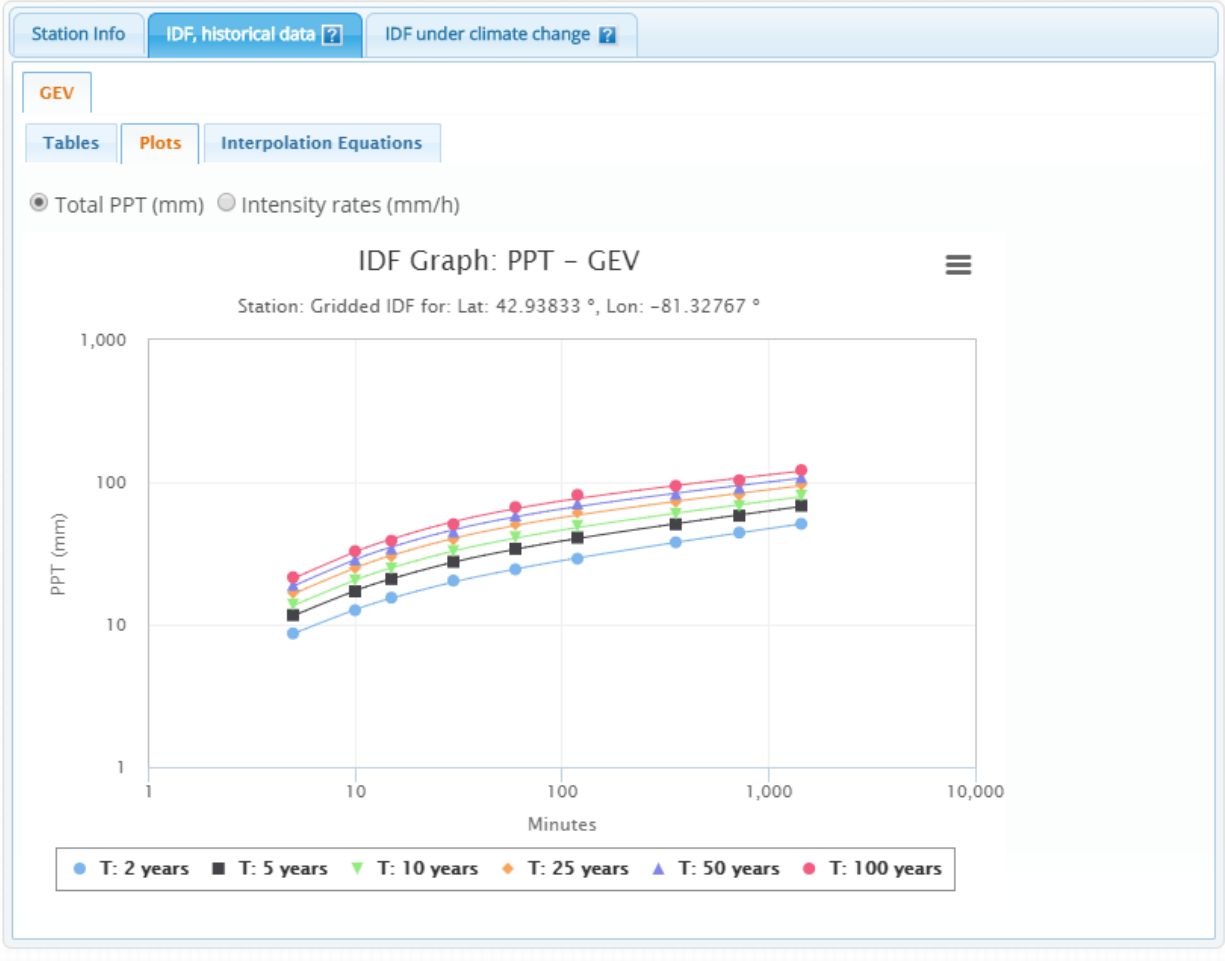 Station Info IDF, historical data ? IDF under climate change ?
GEV
Tables Plots Interpolation Equations
Total PPT (mm) Intensity rates (mm/h)
IDF Graph: PPT – GEV
Station: Gridded IDF for: Lat: 42.93833 °, Lon: -81.32767 °
1,000
100
10
1
PPT (mm)
1 10 100 1,000 10,000
Minutes
T: 2 years T: 5 years T: 10 years T: 25 years T: 50 years T: 100 years